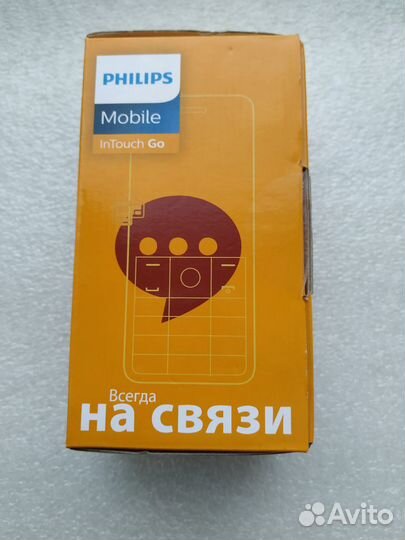 PHILIPS
Mobile
InTouch Go
Всегда
на связи
Avito